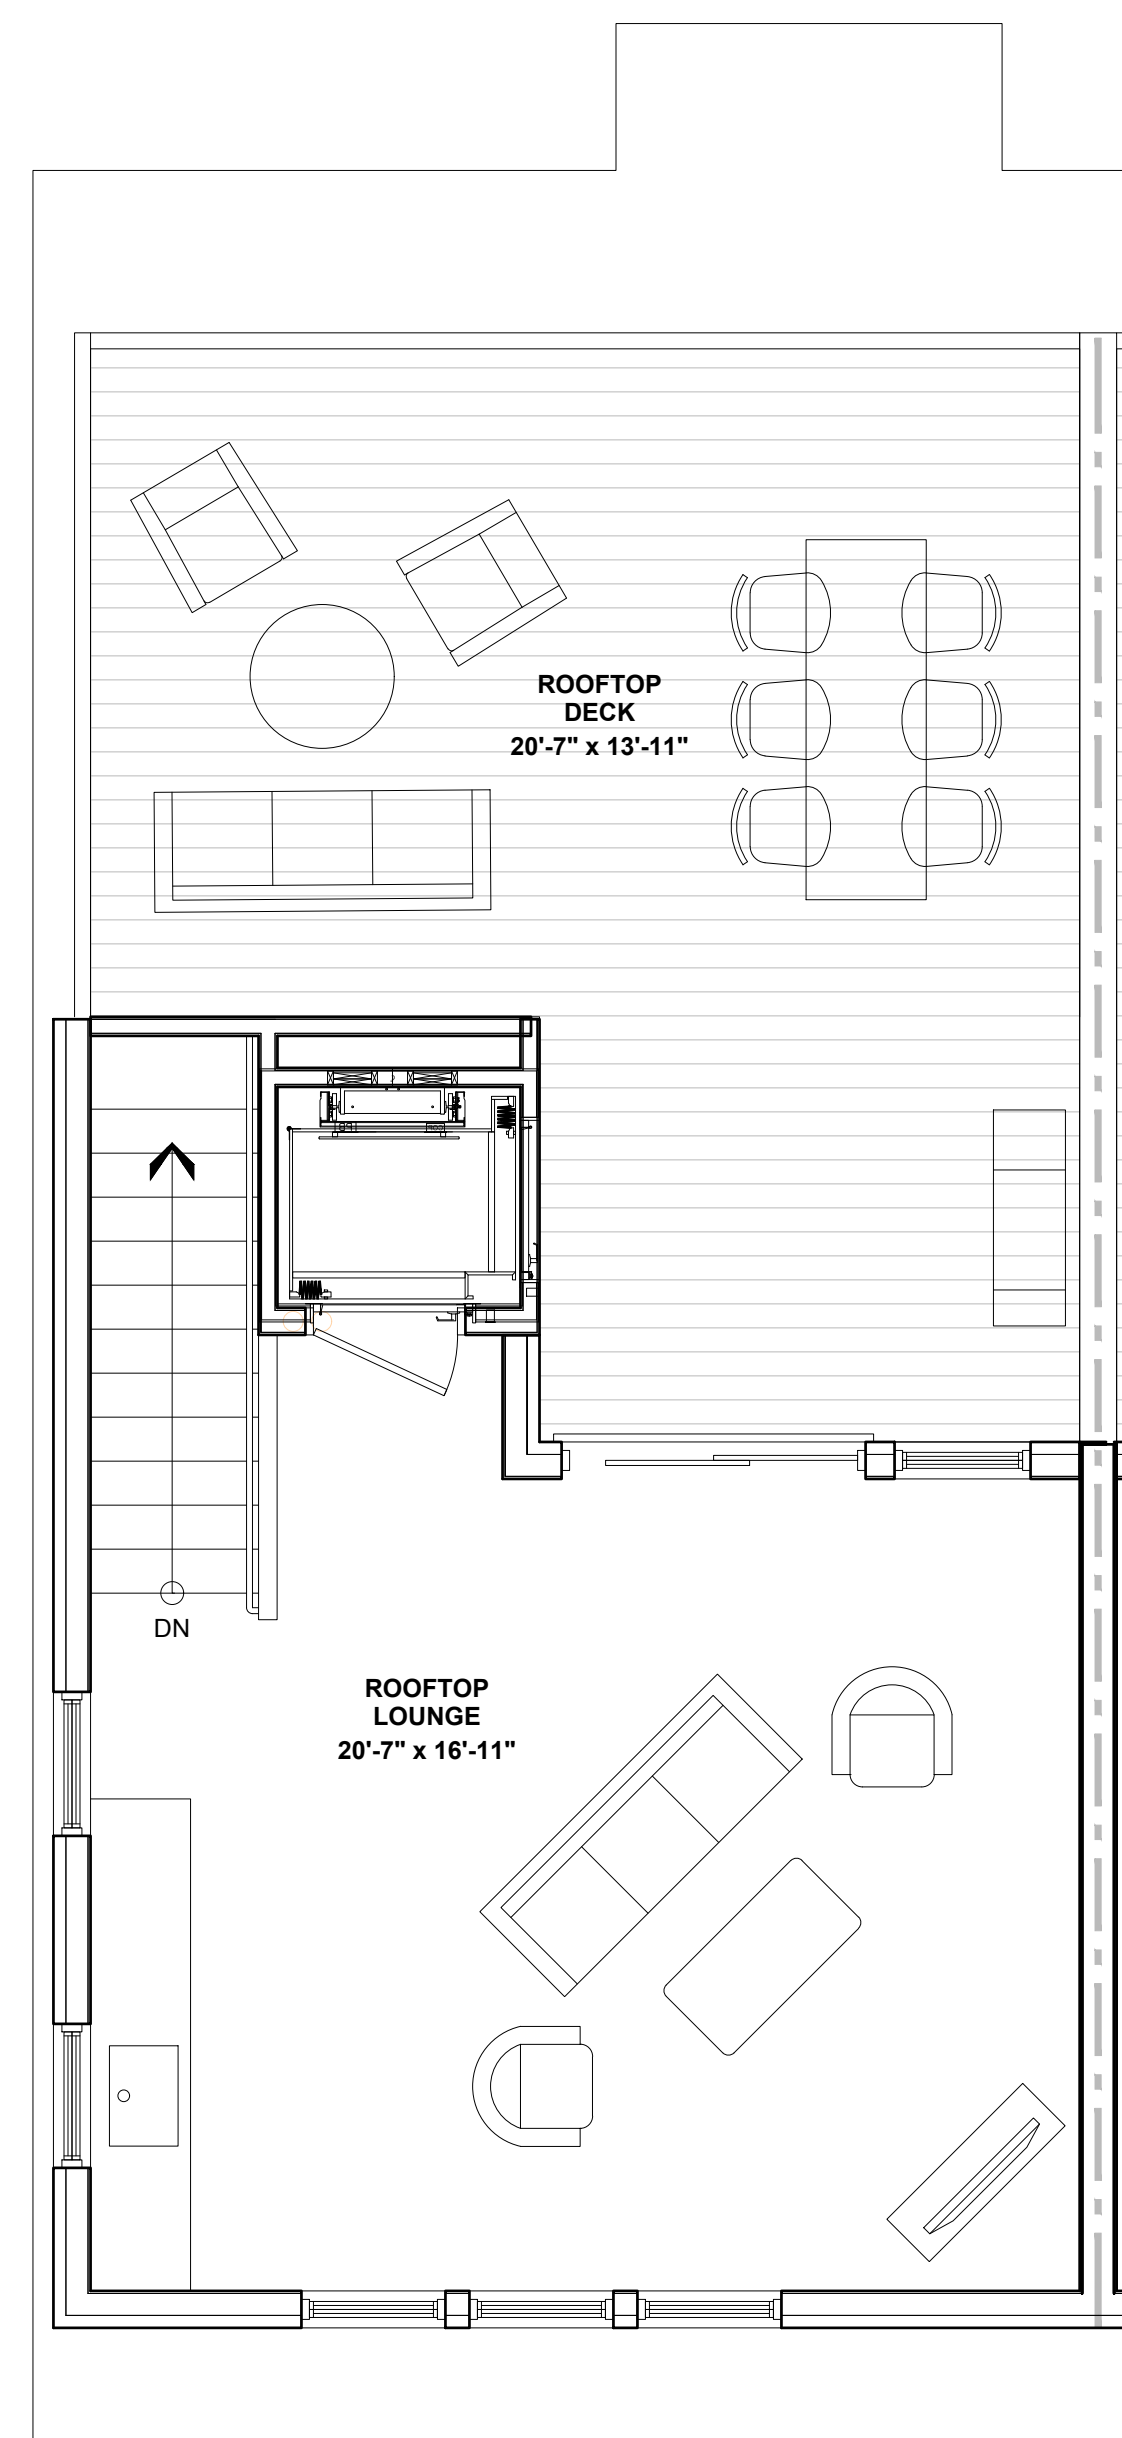 ROOFTOP
DECK
20'-7" x 13'-11"
DN
ROOFTOP
LOUNGE
20'-7" x 16'-11"